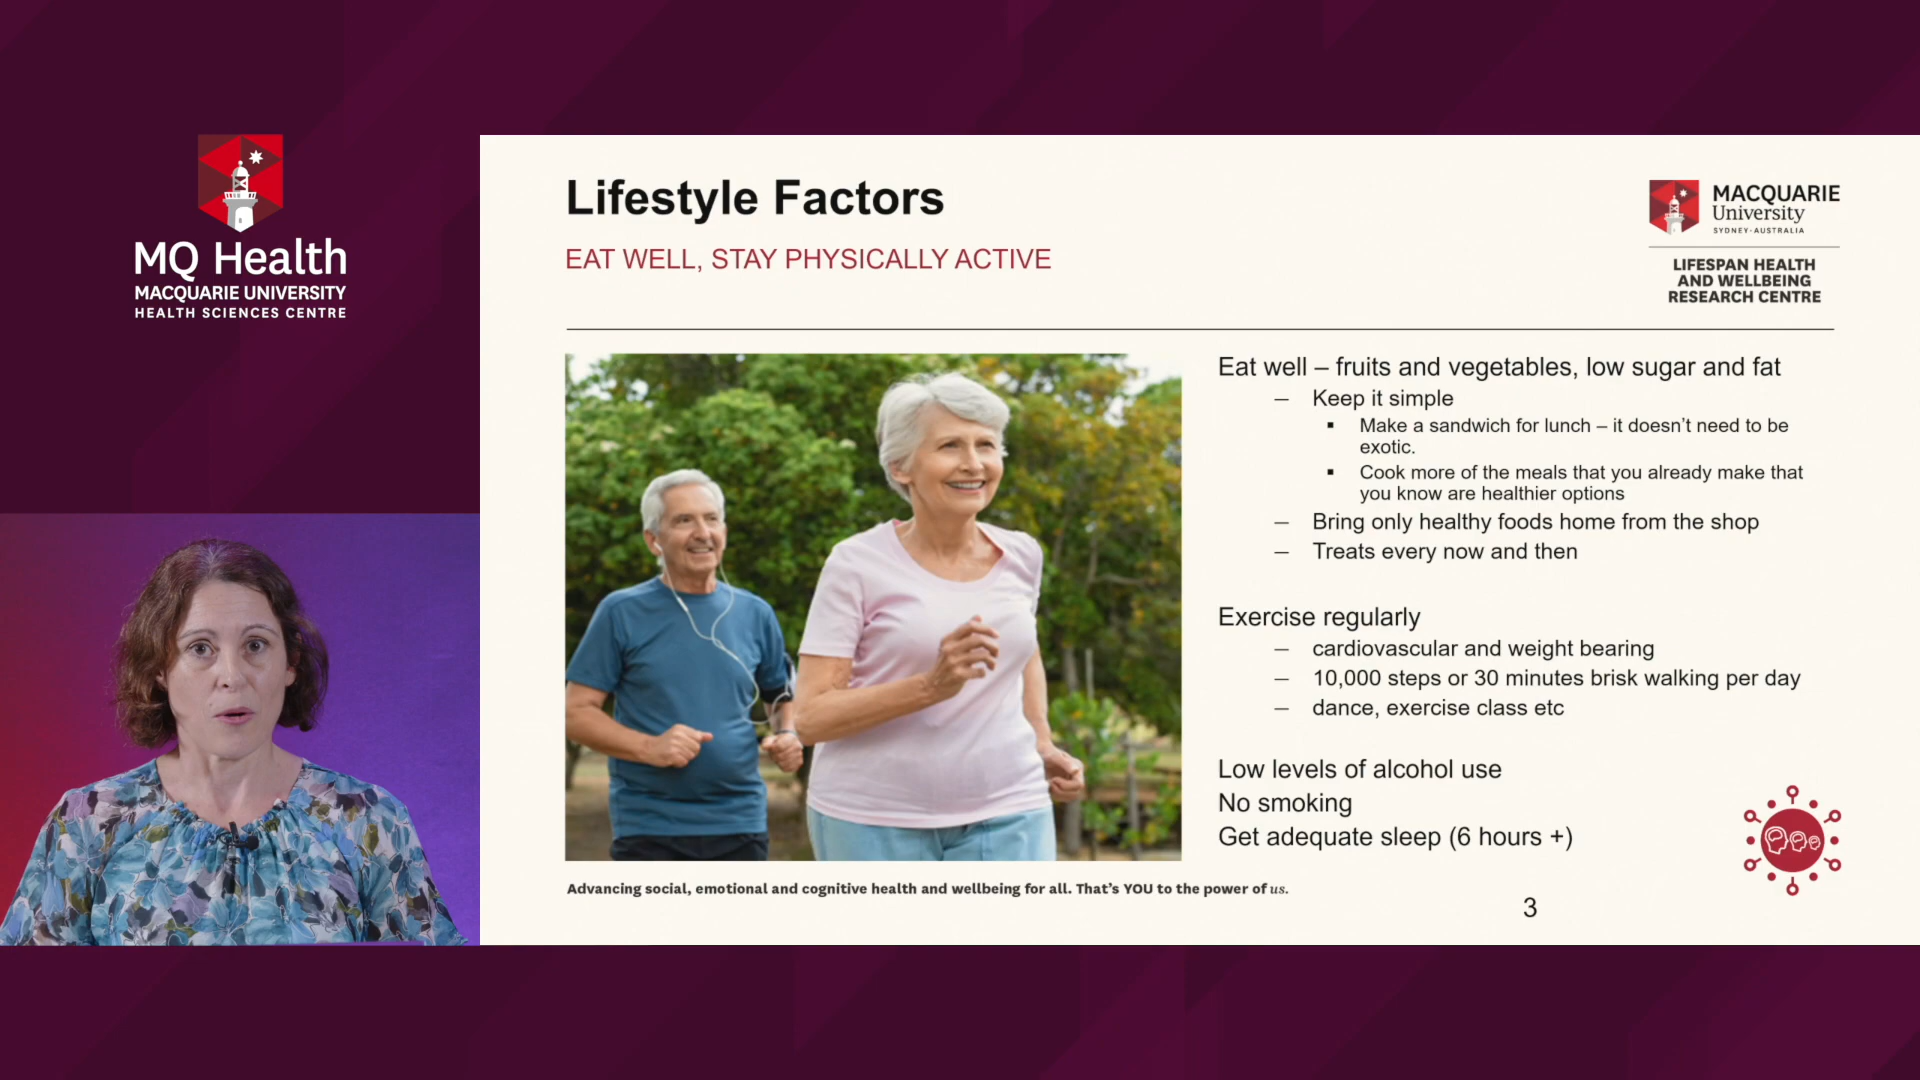 MQ Health
MACQUARIE UNIVERSITY
HEALTH SCIENCES CENTRE
Lifestyle Factors
EAT WELL, STAY PHYSICALLY ACTIVE
MACQUARIE
University
SYDNEY·AUSTRALIA
LIFESPAN HEALTH
AND WELLBEING
RESEARCH CENTRE
Eat well – fruits and vegetables, low sugar and fat
– Keep it simple
▪ Make a sandwich for lunch – it doesn’t need to be
exotic.
▪ Cook more of the meals that you already make that
you know are healthier options
– Bring only healthy foods home from the shop
– Treats every now and then
Exercise regularly
– cardiovascular and weight bearing
– 10,000 steps or 30 minutes brisk walking per day
– dance, exercise class etc
Low levels of alcohol use
No smoking
Get adequate sleep (6 hours +)
Advancing social, emotional and cognitive health and wellbeing for all. That’s YOU to the power of us.
3